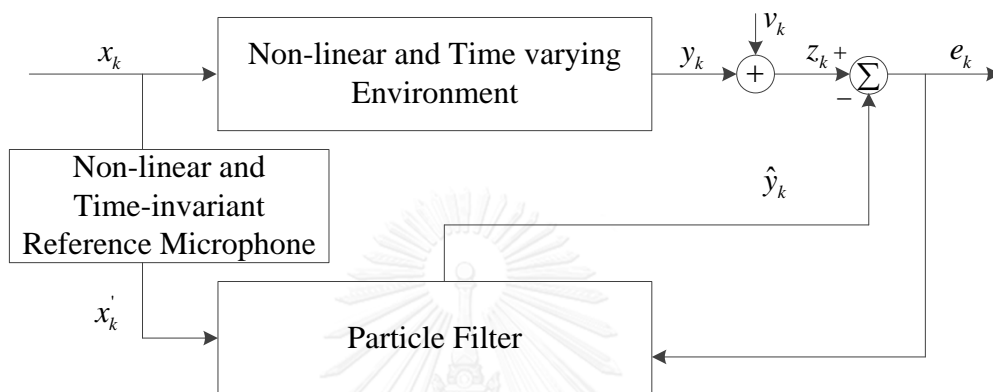 x_k
Non-linear and Time varying
Environment
y_k
v_k
+
z_k
+
−
Σ
e_k
Non-linear and
Time-invariant
Reference Microphone
ŷ_k
x'_k
Particle Filter